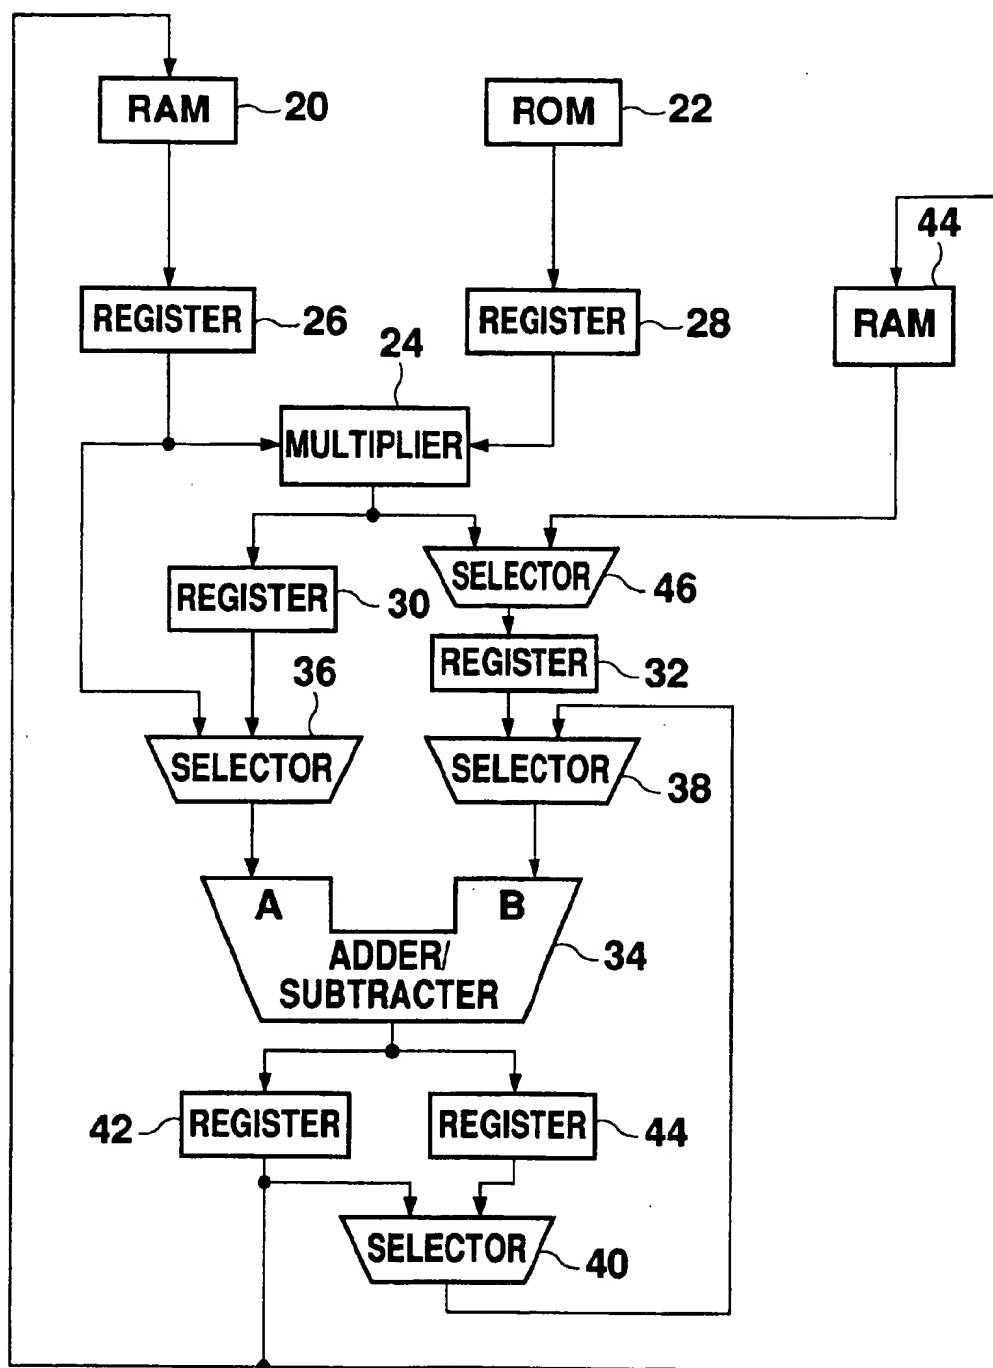 RAM 20
ROM 22
44
RAM
REGISTER 26
REGISTER 28
24
MULTIPLIER
SELECTOR 46
REGISTER 30
REGISTER 32
36
SELECTOR
SELECTOR 38
A
B
ADDER/
SUBTRACTER
34
42 REGISTER
REGISTER 44
SELECTOR 40